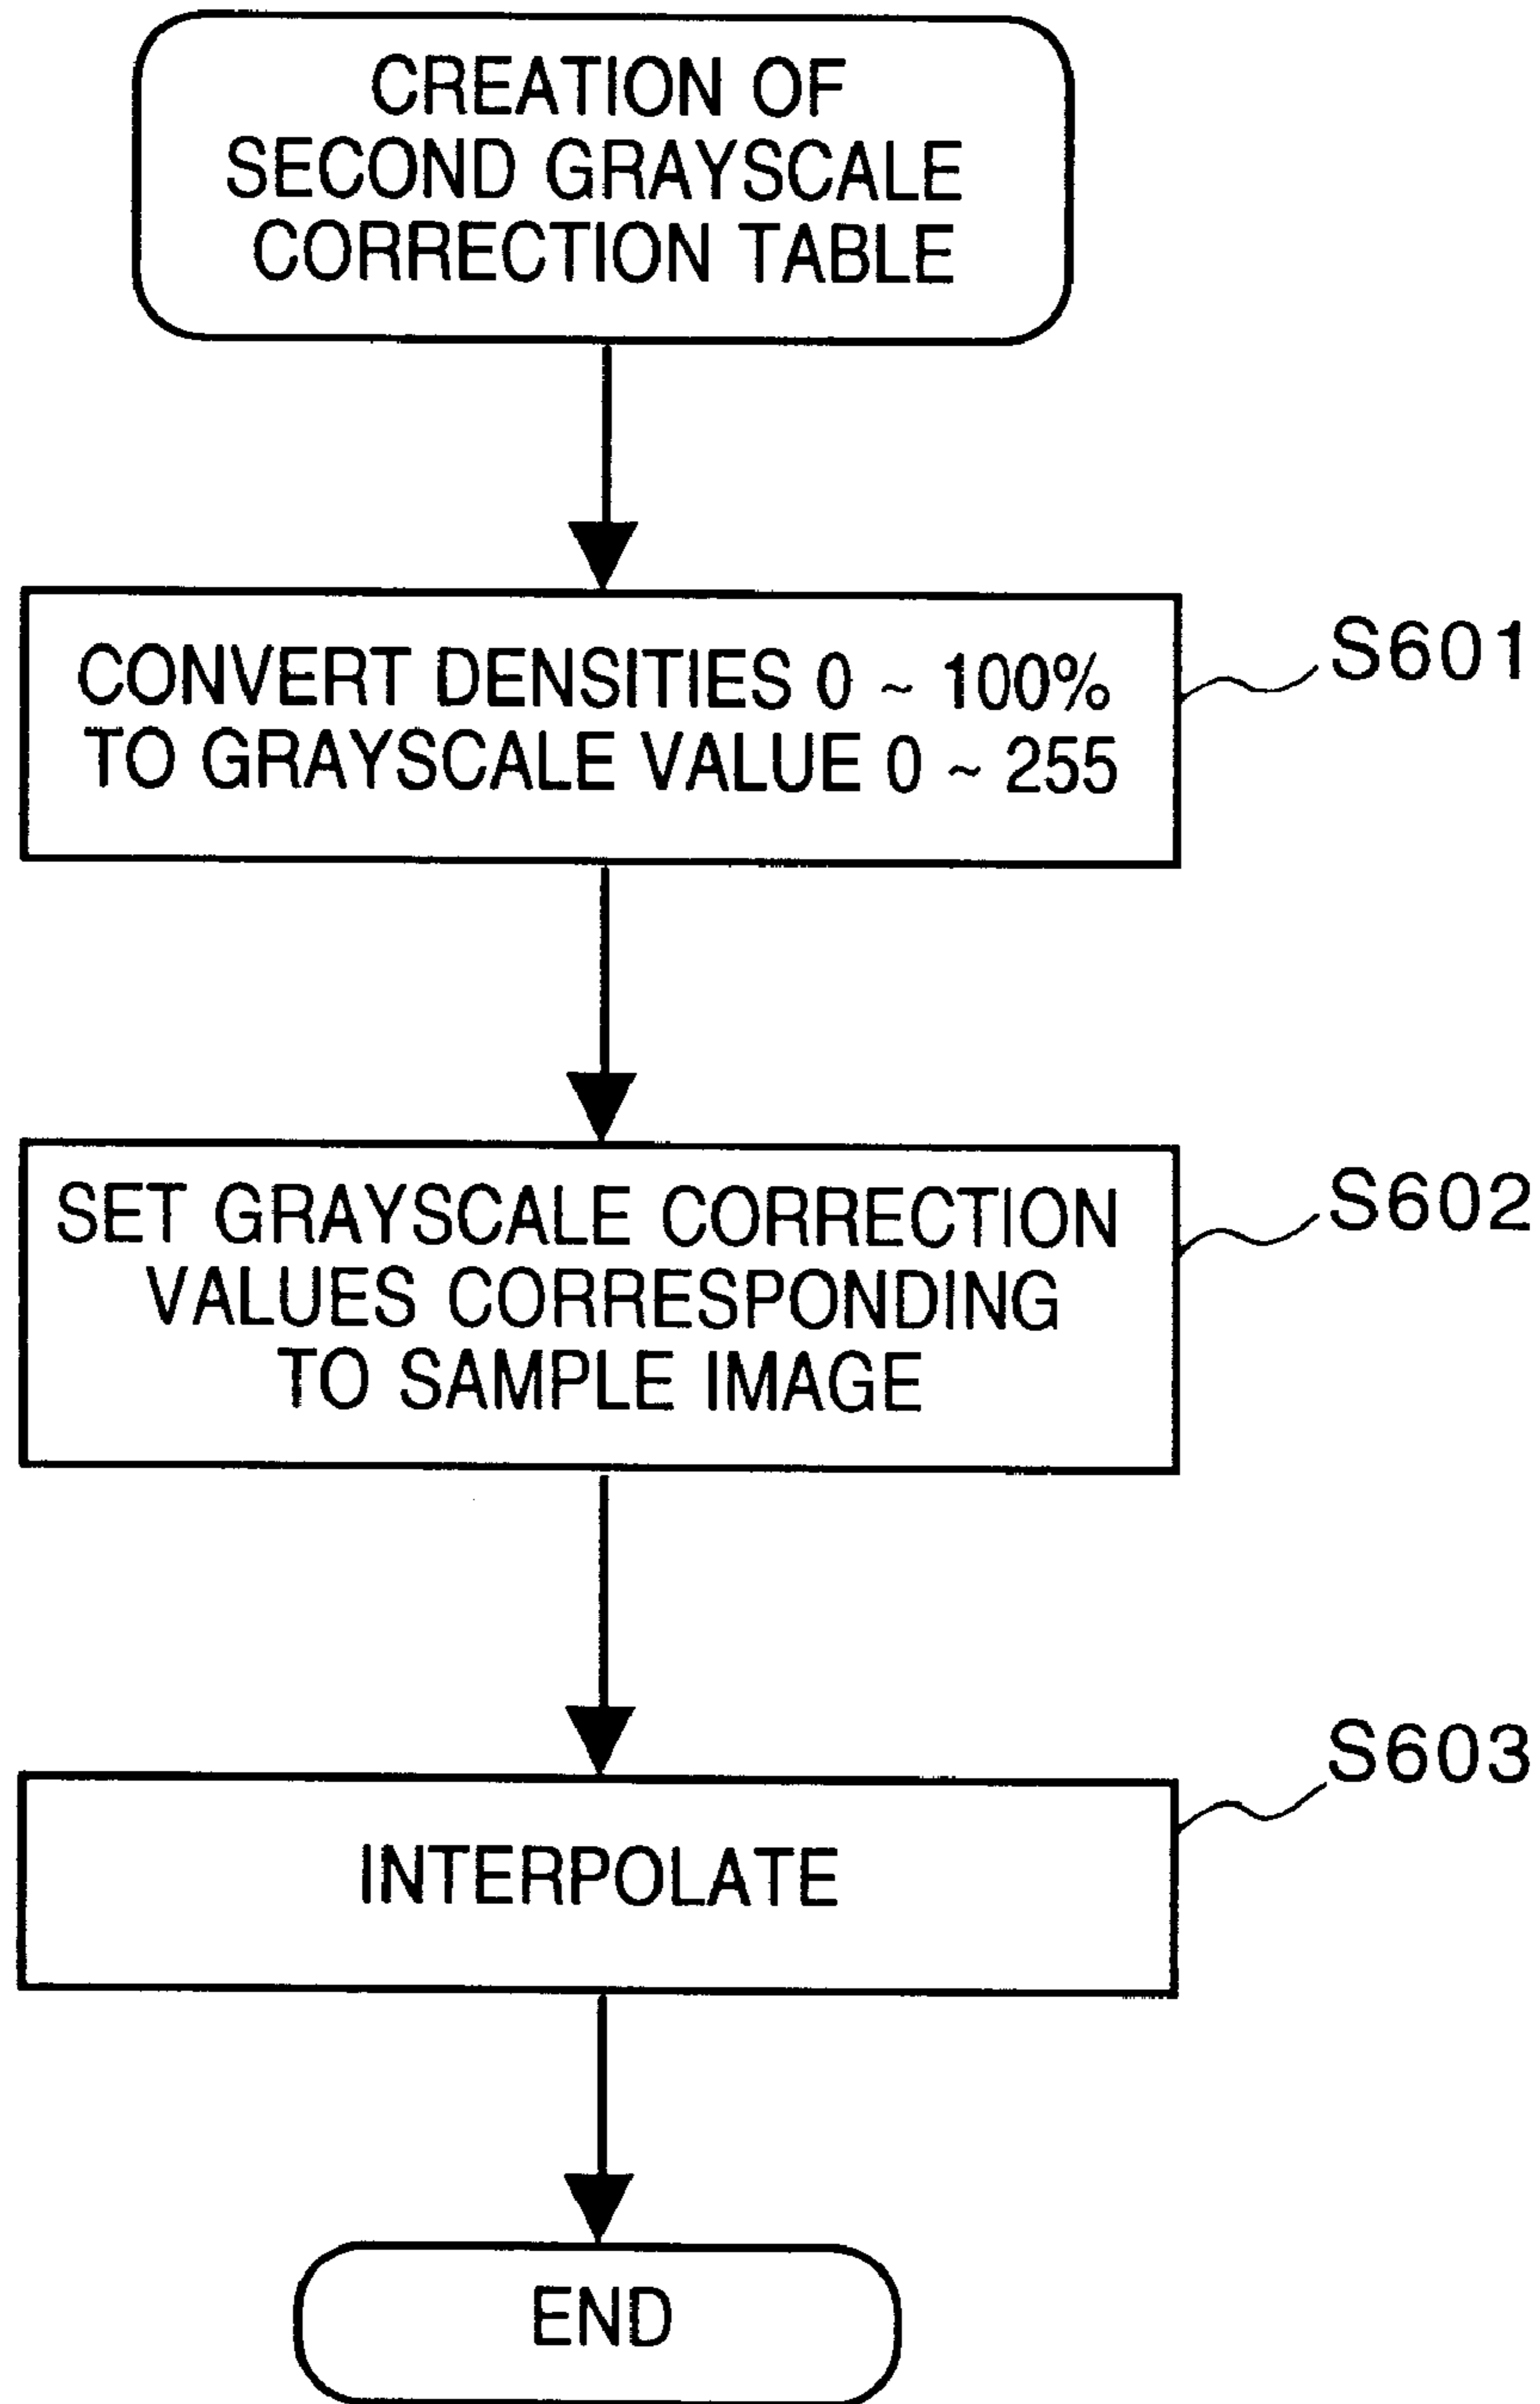 CREATION OF
SECOND GRAYSCALE
CORRECTION TABLE
CONVERT DENSITIES 0 ~ 100%
TO GRAYSCALE VALUE 0 ~ 255
S601
SET GRAYSCALE CORRECTION
VALUES CORRESPONDING
TO SAMPLE IMAGE
S602
INTERPOLATE
S603
END